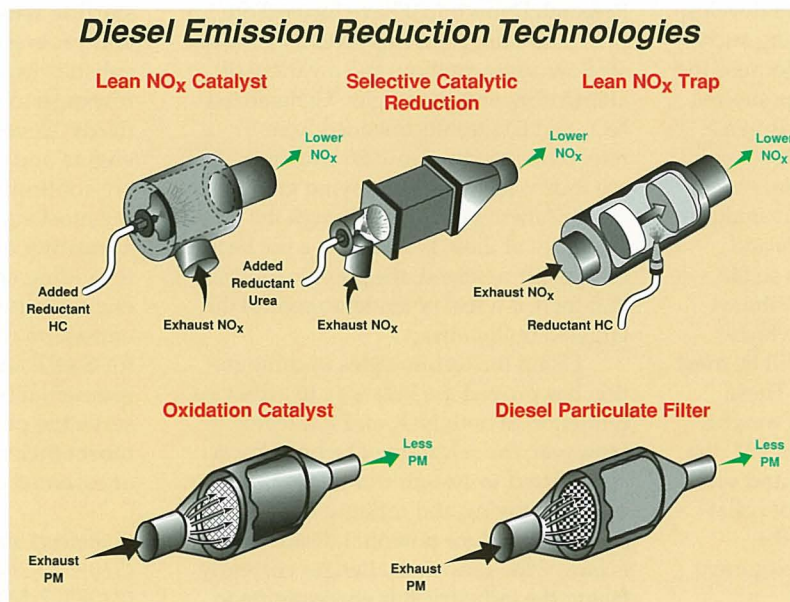 Diesel Emission Reduction Technologies
Lean NOx Catalyst
Selective Catalytic
Reduction
Lean NOx Trap
Lower
NOx
Added
Reductant
HC
Exhaust NOx
Lower
NOx
Added
Reductant
Urea
Exhaust NOx
Lower
NOx
Exhaust NOx
Reductant HC
Oxidation Catalyst
Diesel Particulate Filter
Less
PM
Exhaust
PM
Less
PM
Exhaust
PM